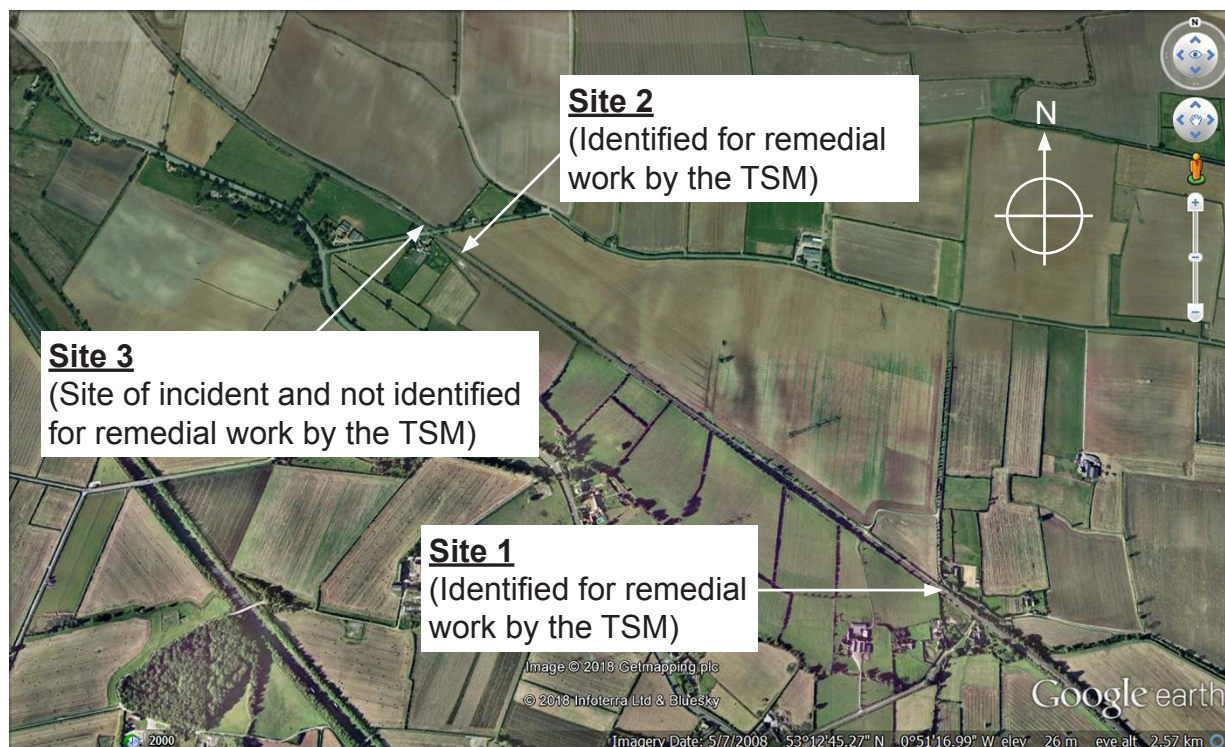 N
Site 2
(Identified for remedial
work by the TSM)
N
Site 3
(Site of incident and not identified
for remedial work by the TSM)
Site 1
(Identified for remedial
work by the TSM)
Image © 2018 Getmapping plc
© 2018 Infoterra Ltd & Bluesky
Google earth
2000
Imagery Date: 5/7/2008 53°12'45.27" N 0°51'16.99" W elev 26 m eye alt 2.57 km